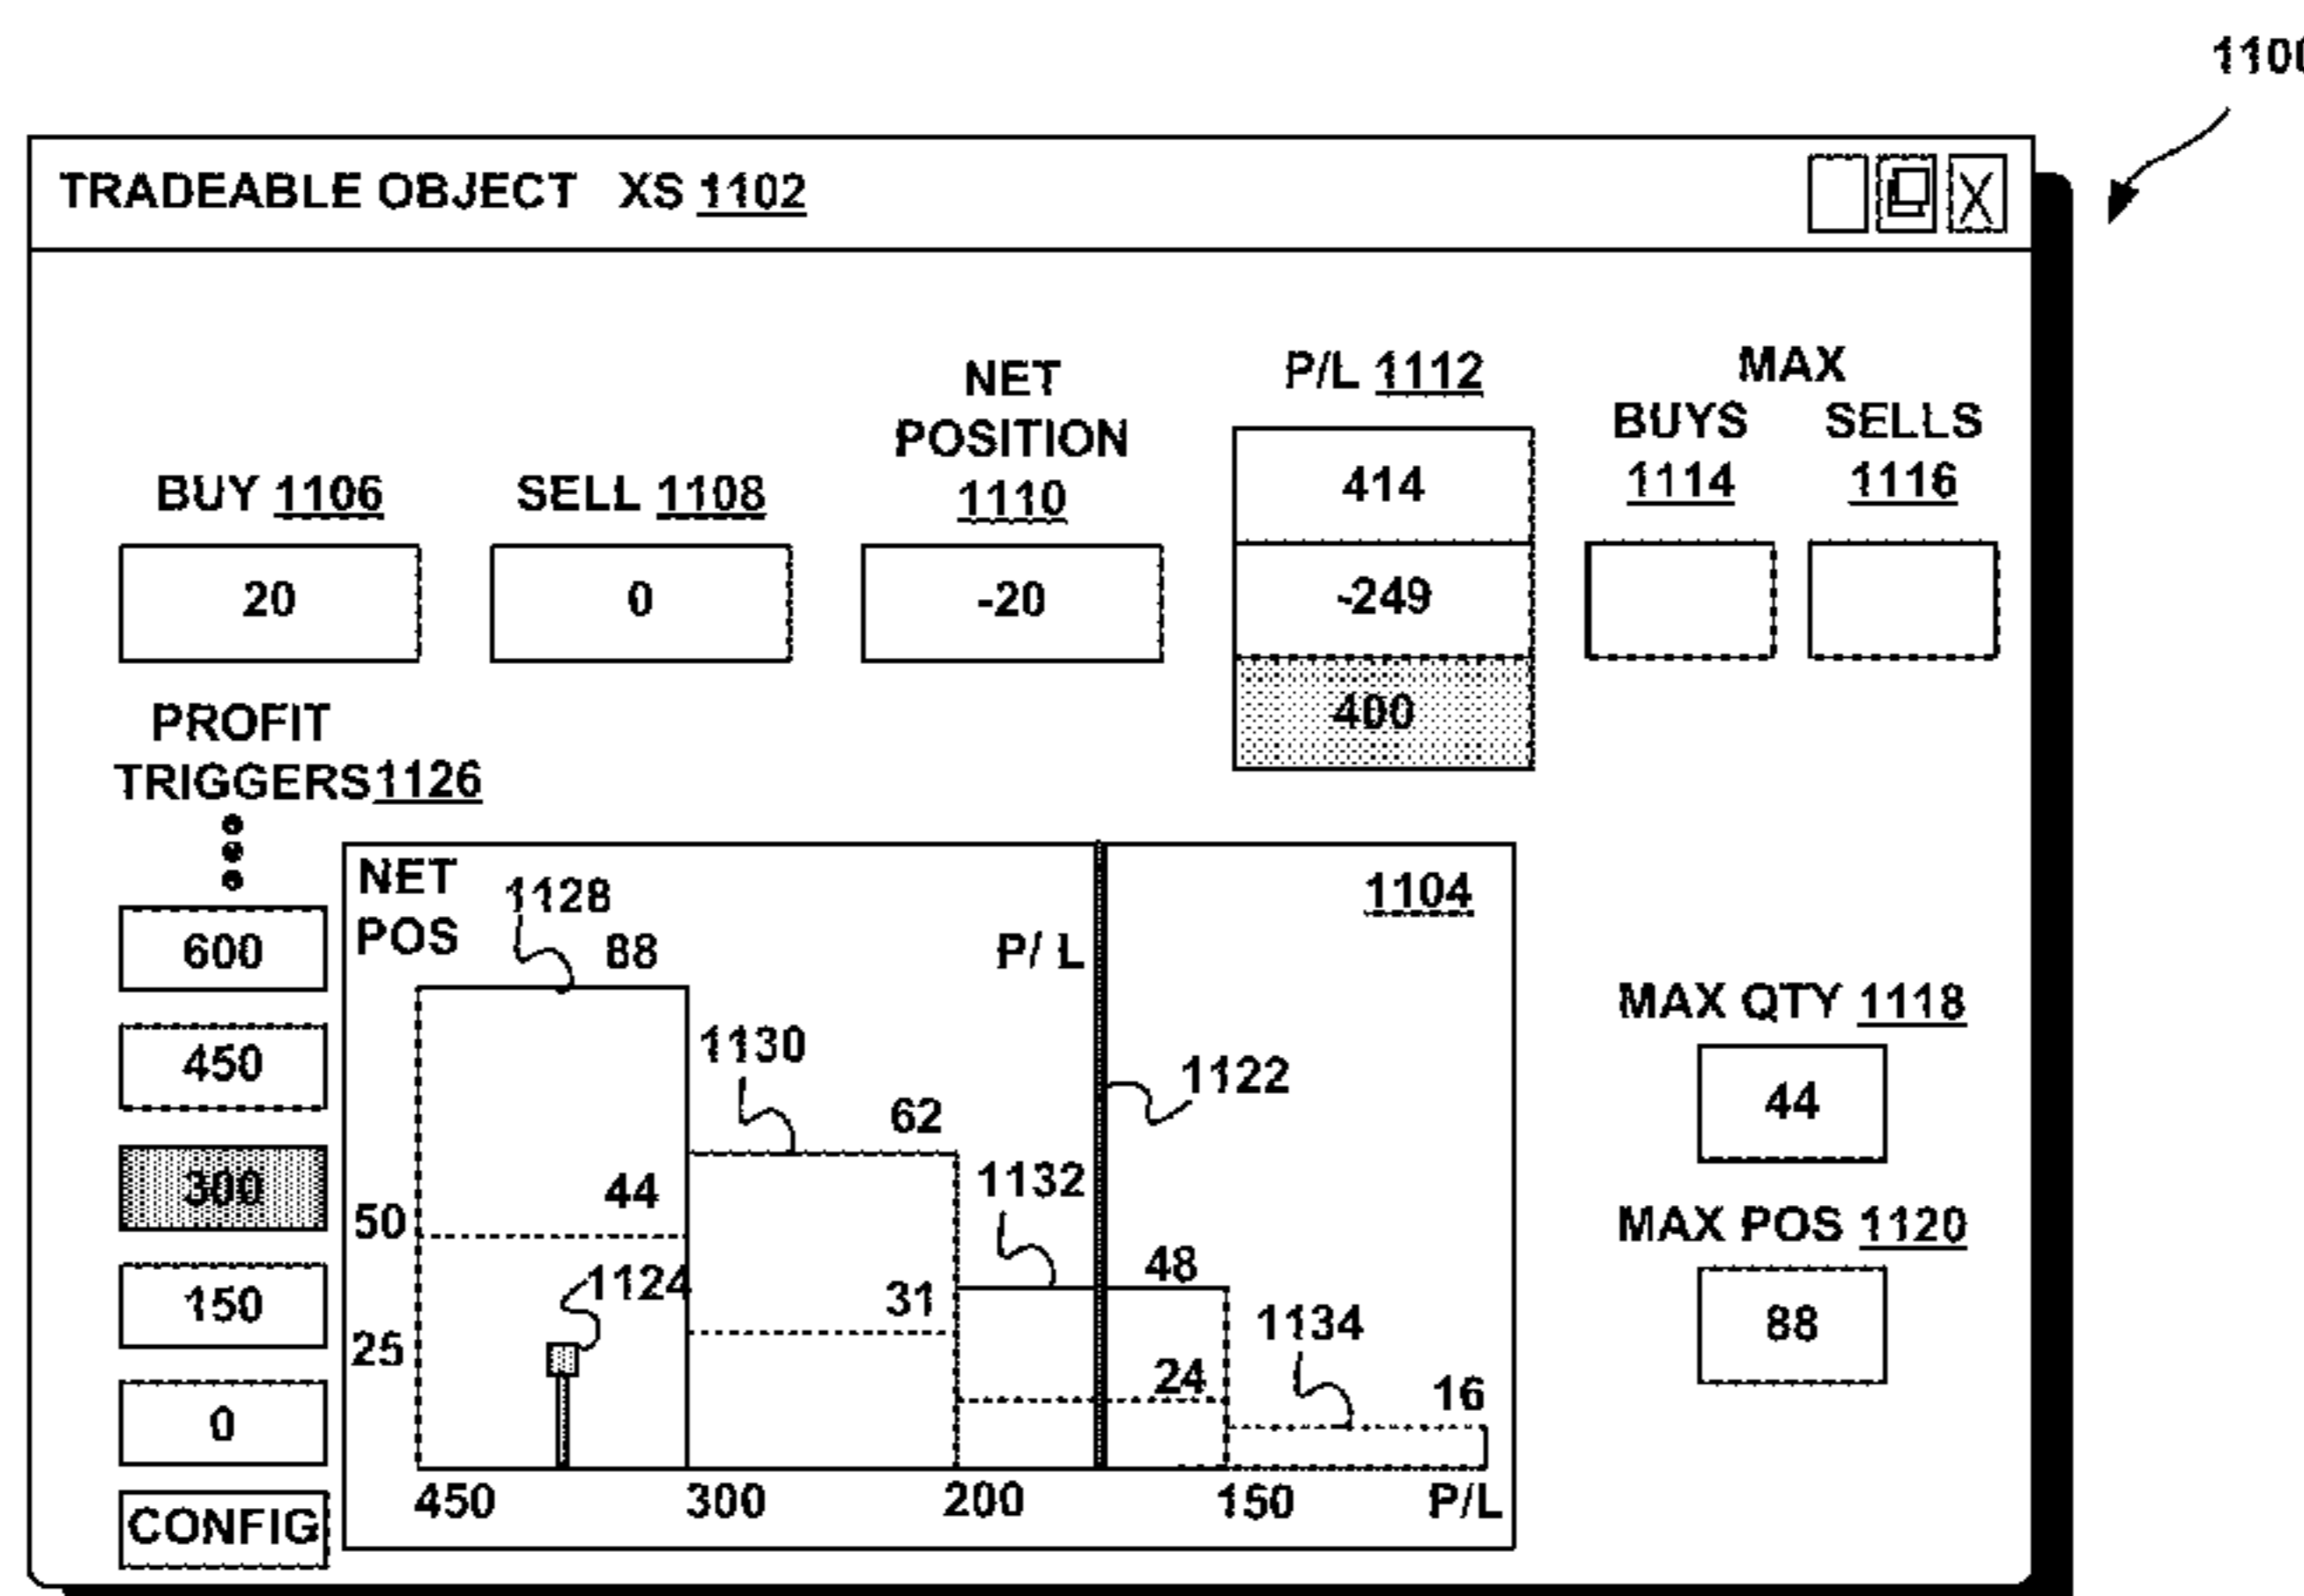 1100
TRADEABLE OBJECT XS 1102
X
NET POSITION 1110
P/L 1112
MAX
BUYS 1114
SELLS 1116
BUY 1106
SELL 1108
414
20
0
-20
-249
400
PROFIT
TRIGGERS 1126
600
450
300
150
0
CONFIG
NET
POS
1128
88
P/ L
1104
1130
62
1122
50
44
1132
48
1124
31
1134
25
24
16
450 300 200 150 P/L
MAX QTY 1118
44
MAX POS 1120
88